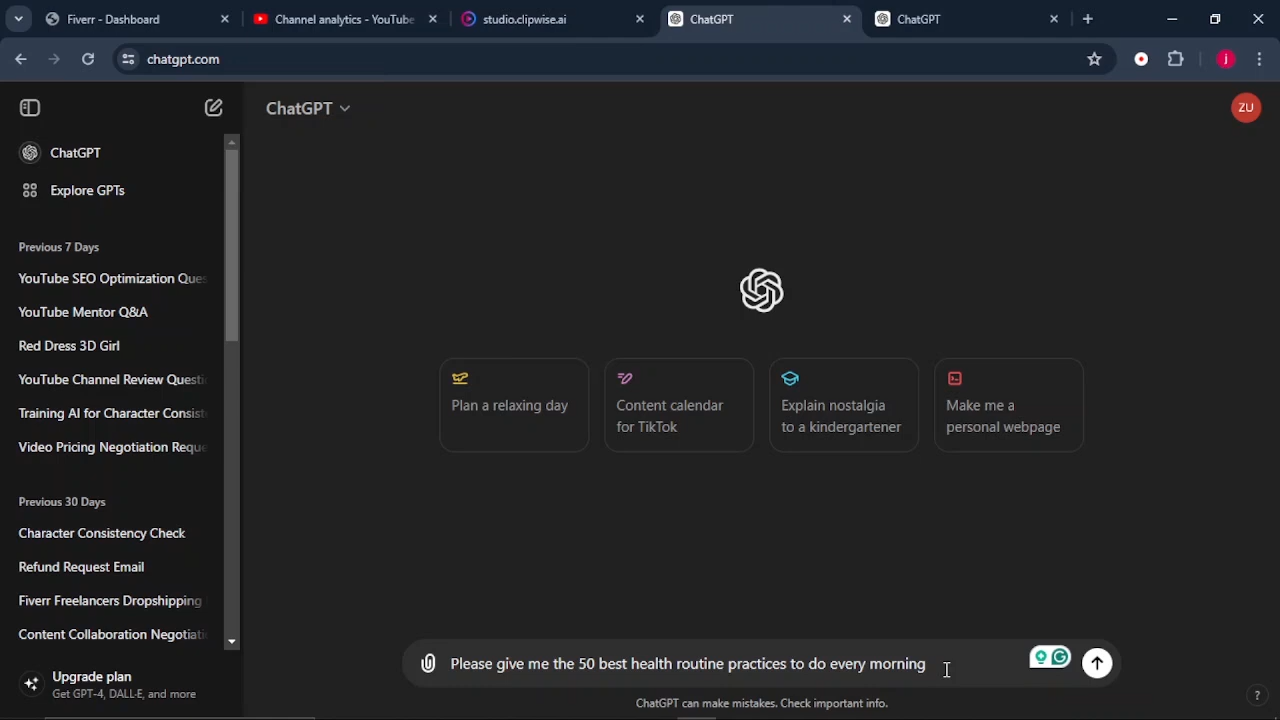 Fiverr - Dashboard
Channel analytics - YouTube
studio.clipwise.ai
ChatGPT
ChatGPT
chatgpt.com
j
ChatGPT
ZU
ChatGPT
Explore GPTs
Previous 7 Days
YouTube SEO Optimization Ques
YouTube Mentor Q&A
Red Dress 3D Girl
YouTube Channel Review Questi
Training AI for Character Consist
Video Pricing Negotiation Reque
Previous 30 Days
Character Consistency Check
Refund Request Email
Fiverr Freelancers Dropshipping
Content Collaboration Negotiati
Upgrade plan
Get GPT-4, DALL-E, and more
Plan a relaxing day
Content calendar
for TikTok
Explain nostalgia
to a kindergartener
Make me a
personal webpage
Please give me the 50 best health routine practices to do every morning
ChatGPT can make mistakes. Check important info.
?